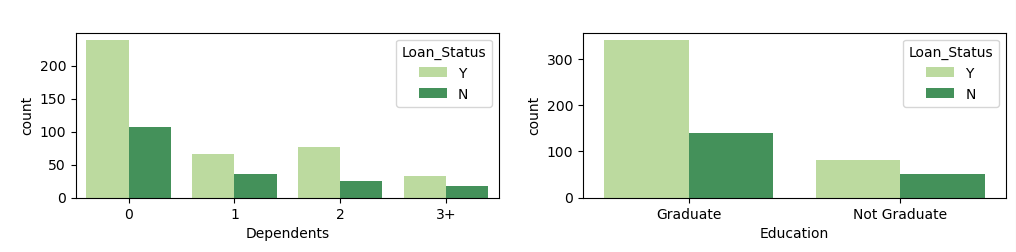 Loan_Status
Y
N
count
200
150
100
50
0
0 1 2 3+
Dependents
Loan_Status
Y
N
count
300
200
100
0
Graduate Not Graduate
Education